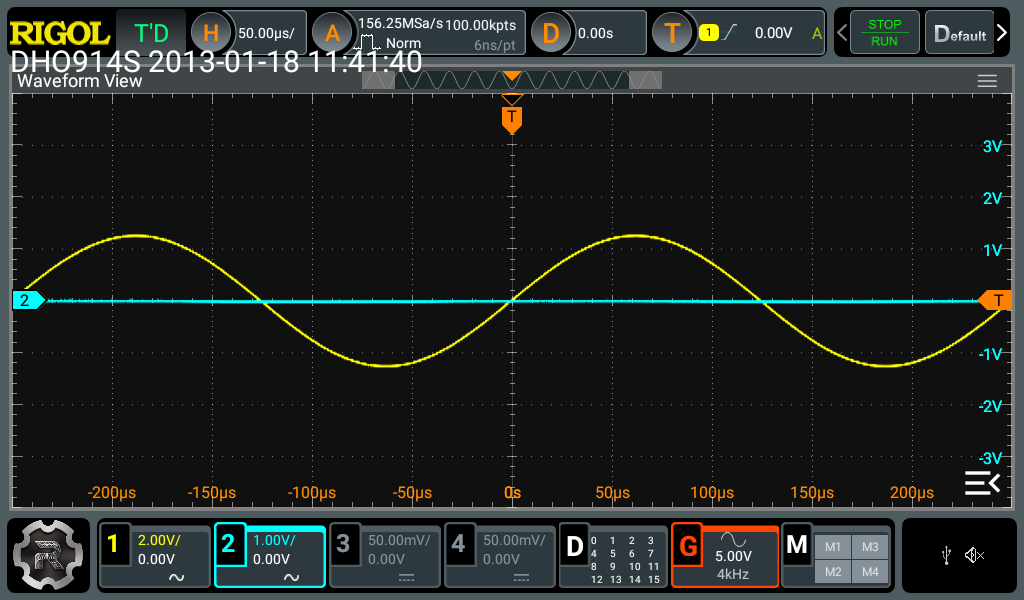 RIGOL T'D H 50.00µs/ A 156.25MSa/s 100.00kpts D 0.00s T 1 0.00V A STOP Default
Norm 6ns/pt RUN
DHO914S 2013-01-18 11:41:40
Waveform View
T
3V
2V
1V
2 T
-1V
-2V
-3V
-200µs -150µs -100µs -50µs 0s 50µs 100µs 150µs 200µs
1 2.00V/ 2 1.00V/ 3 50.00mV/ 4 50.00mV/ D 0 1 2 3 G 5.00V M M1 M3
0.00V 0.00V 0.00V 0.00V 4 5 6 7 4kHz M2 M4
8 9 10 11
12 13 14 15
R